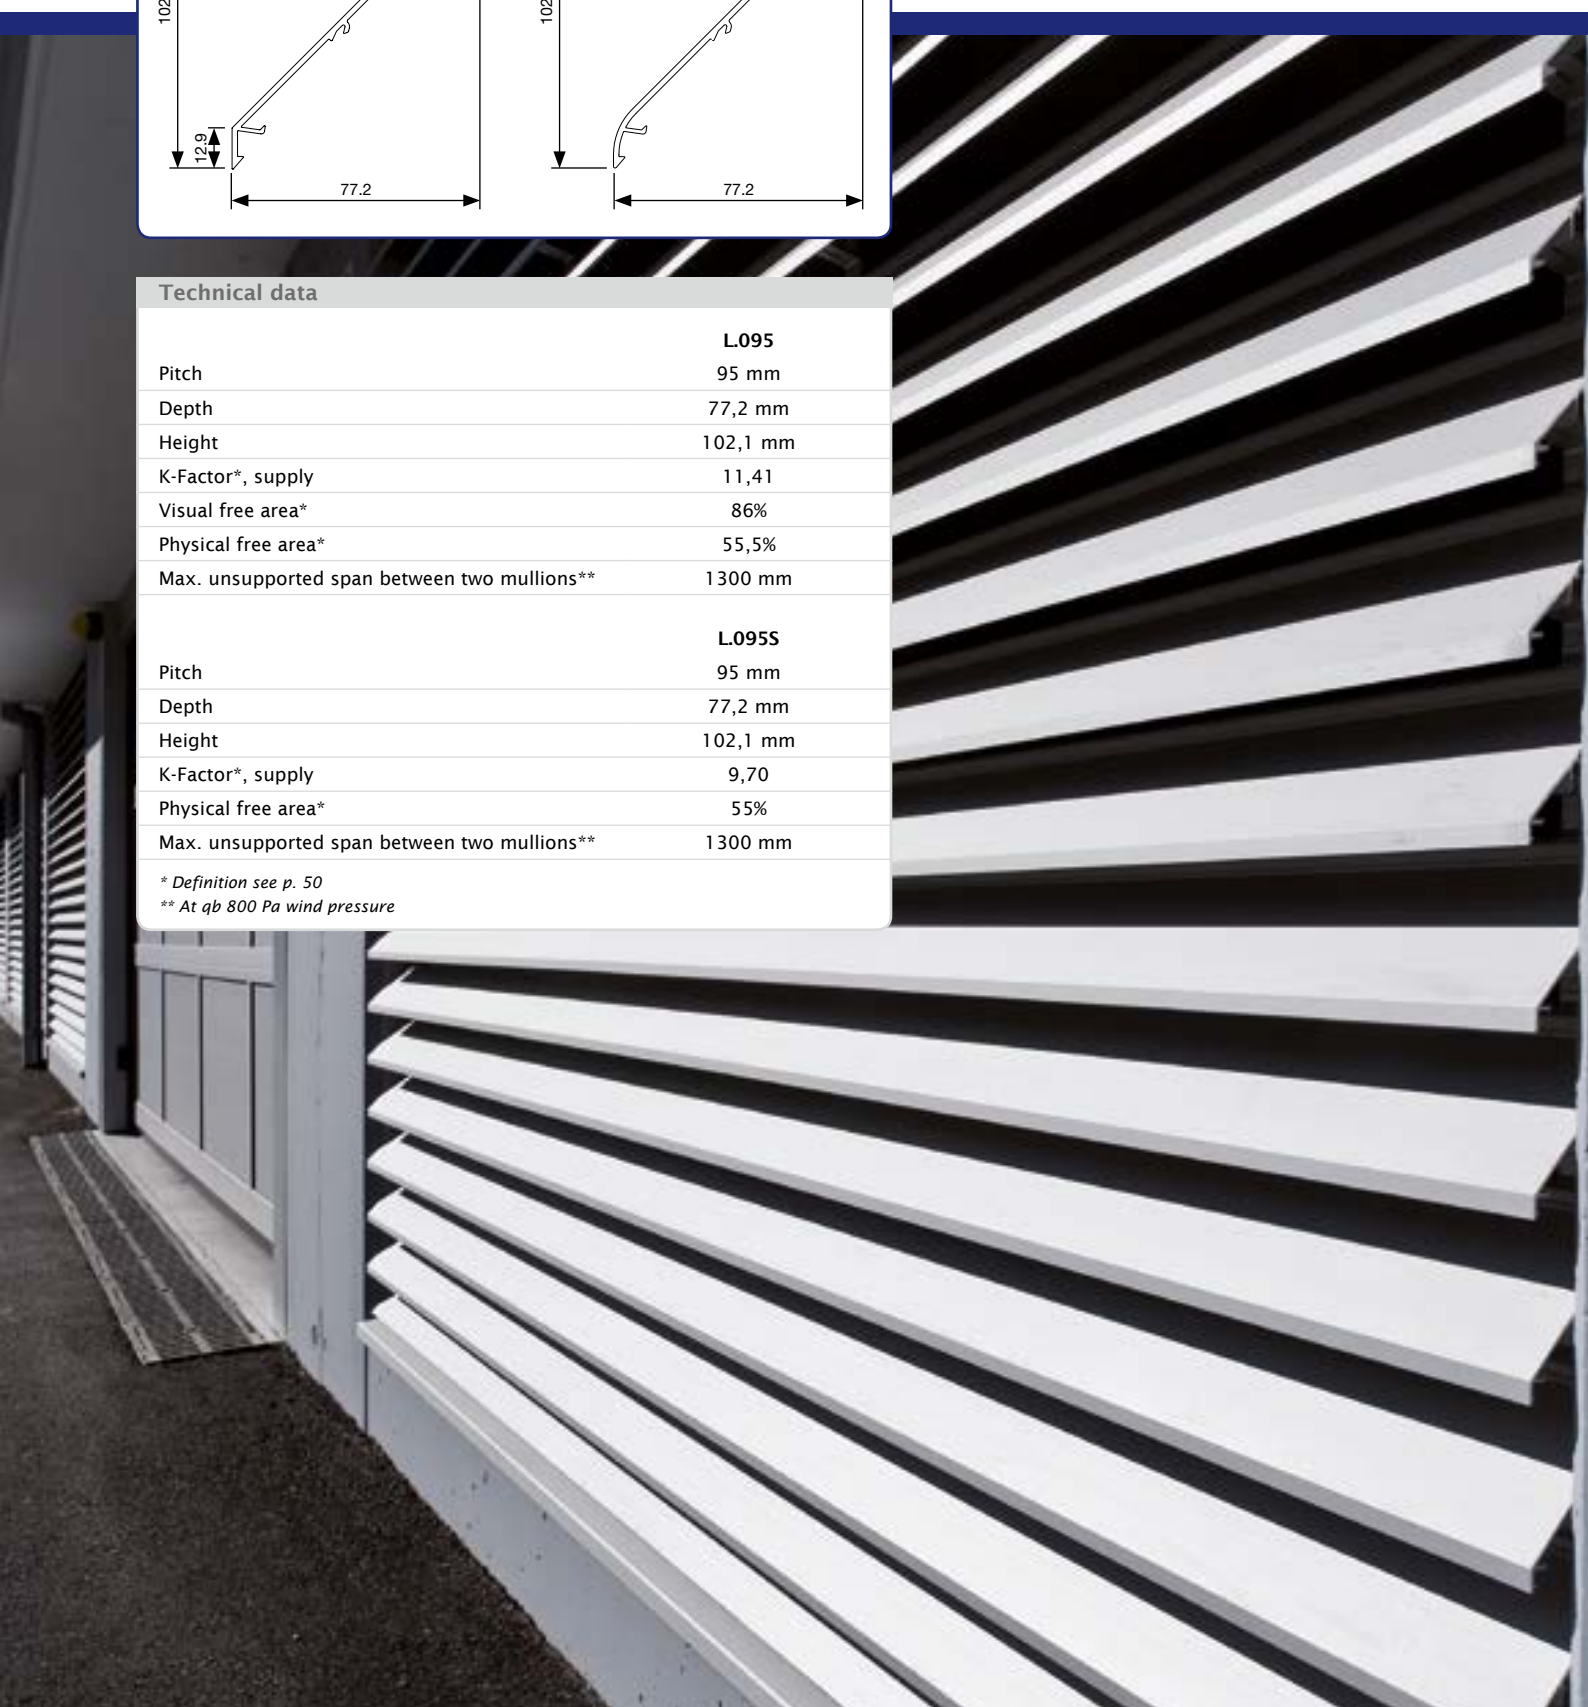 102
12.9
77.2
102
77.2
Technical data
L.095
Pitch 95 mm
Depth 77,2 mm
Height 102,1 mm
K-Factor*, supply 11,41
Visual free area* 86%
Physical free area* 55,5%
Max. unsupported span between two mullions** 1300 mm
L.095S
Pitch 95 mm
Depth 77,2 mm
Height 102,1 mm
K-Factor*, supply 9,70
Physical free area* 55%
Max. unsupported span between two mullions** 1300 mm
* Definition see p. 50
** At qb 800 Pa wind pressure